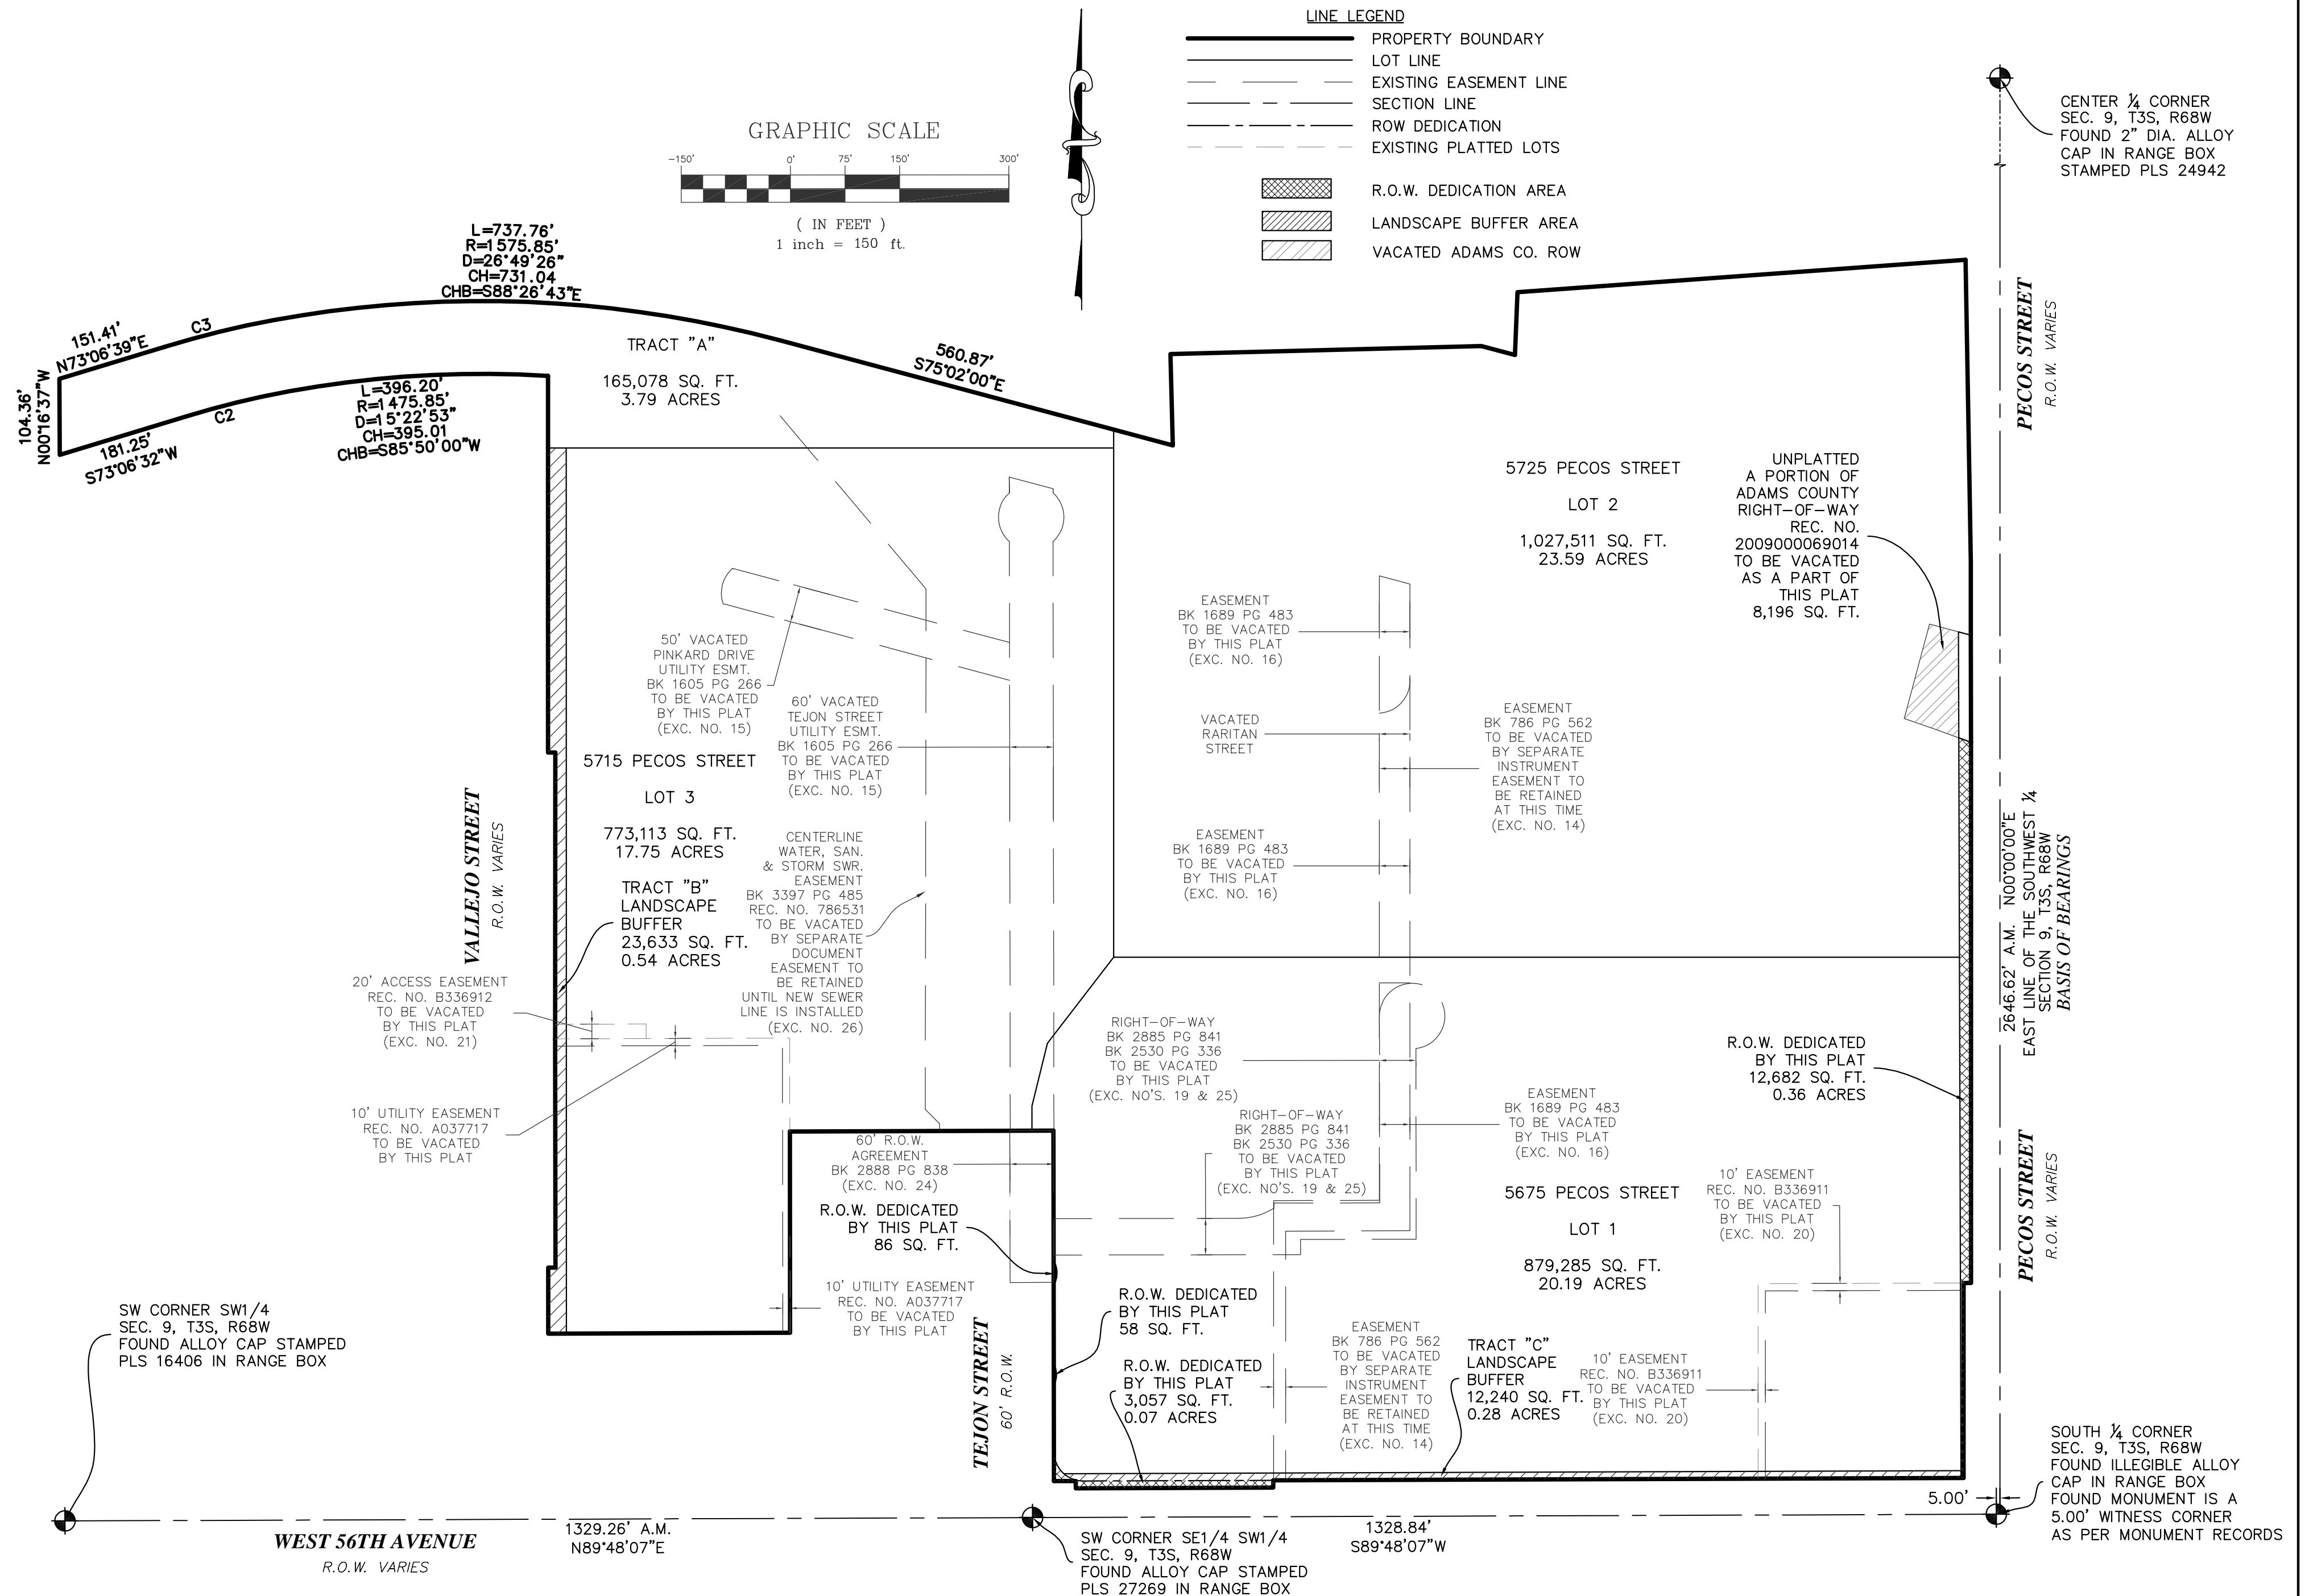 LINE LEGEND
PROPERTY BOUNDARY
LOT LINE
EXISTING EASEMENT LINE
SECTION LINE
ROW DEDICATION
EXISTING PLATTED LOTS
R.O.W. DEDICATION AREA
LANDSCAPE BUFFER AREA
VACATED ADAMS CO. ROW
GRAPHIC SCALE
-150' 0' 75' 150' 300'
( IN FEET )
1 inch = 150 ft.
CENTER ¼ CORNER
SEC. 9, T3S, R68W
FOUND 2" DIA. ALLOY
CAP IN RANGE BOX
STAMPED PLS 24942
L=737.76'
R=1575.85'
D=26°49'26"
CH=731.04
CHB=S88°26'43"E
151.41'
N73°06'39"E
C3
104.36'
N00°16'37"W
181.25'
S73°06'32"W
C2
L=396.20'
R=1475.85'
D=15°22'53"
CH=395.01
CHB=S85°50'00"W
TRACT "A"
165,078 SQ. FT.
3.79 ACRES
560.87'
S75°02'00"E
PECOS STREET
R.O.W. VARIES
5725 PECOS STREET
LOT 2
1,027,511 SQ. FT.
23.59 ACRES
UNPLATTED
A PORTION OF
ADAMS COUNTY
RIGHT-OF-WAY
REC. NO.
2009000069014
TO BE VACATED
AS A PART OF
THIS PLAT
8,196 SQ. FT.
EASEMENT
BK 1689 PG 483
TO BE VACATED
BY THIS PLAT
(EXC. NO. 16)
50' VACATED
PINKARD DRIVE
UTILITY ESMT.
BK 1605 PG 266
TO BE VACATED
BY THIS PLAT
(EXC. NO. 15)
60' VACATED
TEJON STREET
UTILITY ESMT.
BK 1605 PG 266
TO BE VACATED
BY THIS PLAT
(EXC. NO. 15)
VACATED
RARITAN
STREET
EASEMENT
BK 786 PG 562
TO BE VACATED
BY SEPARATE
INSTRUMENT
EASEMENT TO
BE RETAINED
AT THIS TIME
(EXC. NO. 14)
5715 PECOS STREET
LOT 3
773,113 SQ. FT.
17.75 ACRES
VALLEJO STREET
R.O.W. VARIES
TRACT "B"
LANDSCAPE
BUFFER
23,633 SQ. FT.
0.54 ACRES
CENTERLINE
WATER, SAN.
& STORM SWR.
EASEMENT
BK 3397 PG 485
REC. NO. 786531
TO BE VACATED
BY SEPARATE
DOCUMENT
EASEMENT TO
BE RETAINED
UNTIL NEW SEWER
LINE IS INSTALLED
(EXC. NO. 26)
EASEMENT
BK 1689 PG 483
TO BE VACATED
BY THIS PLAT
(EXC. NO. 16)
2646.62' A.M. N00°00'00"E
EAST LINE OF THE SOUTHWEST ¼
SECTION 9, T3S, R68W
BASIS OF BEARINGS
20' ACCESS EASEMENT
REC. NO. B336912
TO BE VACATED
BY THIS PLAT
(EXC. NO. 21)
10' UTILITY EASEMENT
REC. NO. A037717
TO BE VACATED
BY THIS PLAT
RIGHT-OF-WAY
BK 2885 PG 841
BK 2530 PG 336
TO BE VACATED
BY THIS PLAT
(EXC. NO'S. 19 & 25)
R.O.W. DEDICATED
BY THIS PLAT
12,682 SQ. FT.
0.36 ACRES
RIGHT-OF-WAY
BK 2885 PG 841
BK 2530 PG 336
TO BE VACATED
BY THIS PLAT
(EXC. NO'S. 19 & 25)
EASEMENT
BK 1689 PG 483
TO BE VACATED
BY THIS PLAT
(EXC. NO. 16)
60' R.O.W.
AGREEMENT
BK 2888 PG 838
(EXC. NO. 24)
R.O.W. DEDICATED
BY THIS PLAT
86 SQ. FT.
5675 PECOS STREET
LOT 1
879,285 SQ. FT.
20.19 ACRES
10' EASEMENT
REC. NO. B336911
TO BE VACATED
BY THIS PLAT
(EXC. NO. 20)
PECOS STREET
R.O.W. VARIES
10' UTILITY EASEMENT
REC. NO. A037717
TO BE VACATED
BY THIS PLAT
R.O.W. DEDICATED
BY THIS PLAT
58 SQ. FT.
R.O.W. DEDICATED
BY THIS PLAT
3,057 SQ. FT.
0.07 ACRES
TEJON STREET
60' R.O.W.
EASEMENT
BK 786 PG 562
TO BE VACATED
BY SEPARATE
INSTRUMENT
EASEMENT TO
BE RETAINED
AT THIS TIME
(EXC. NO. 14)
TRACT "C"
LANDSCAPE
BUFFER
12,240 SQ. FT.
0.28 ACRES
10' EASEMENT
REC. NO. B336911
TO BE VACATED
BY THIS PLAT
(EXC. NO. 20)
SW CORNER SW1/4
SEC. 9, T3S, R68W
FOUND ALLOY CAP STAMPED
PLS 16406 IN RANGE BOX
SOUTH ¼ CORNER
SEC. 9, T3S, R68W
FOUND ILLEGIBLE ALLOY
CAP IN RANGE BOX
FOUND MONUMENT IS A
5.00' WITNESS CORNER
AS PER MONUMENT RECORDS
5.00'
WEST 56TH AVENUE
R.O.W. VARIES
1329.26' A.M.
N89°48'07"E
SW CORNER SE1/4 SW1/4
SEC. 9, T3S, R68W
FOUND ALLOY CAP STAMPED
PLS 27269 IN RANGE BOX
1328.84'
S89°48'07"W